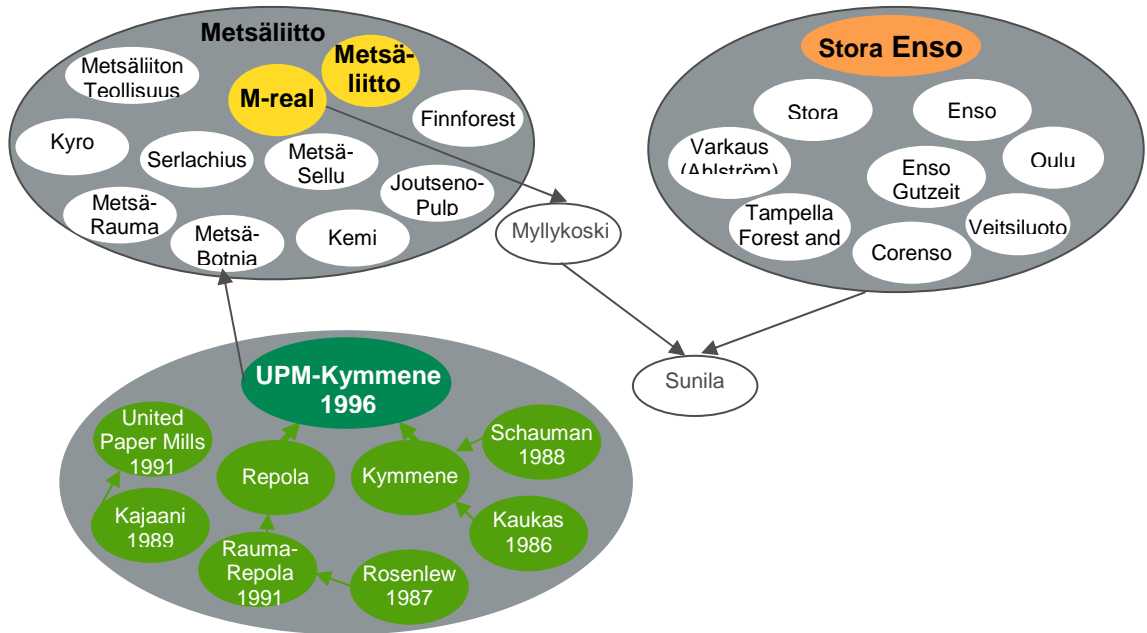 Metsäliitto
Metsä-
liitto
M-real
Metsäliiton
Teollisuus
Finnforest
Kyro
Serlachius
Metsä-
Sellu
Joutseno-
Pulp
Metsä-
Rauma
Metsä-
Botnia
Kemi
Myllykoski
Stora Enso
Stora
Enso
Varkaus
(Ahlström)
Enso
Gutzeit
Oulu
Tampella
Forest and
Corenso
Veitsiluoto
Sunila
UPM-Kymmene
1996
United
Paper Mills
1991
Repola
Kymmene
Schauman
1988
Kajaani
1989
Kaukas
1986
Rauma-
Repola
1991
Rosenlew
1987